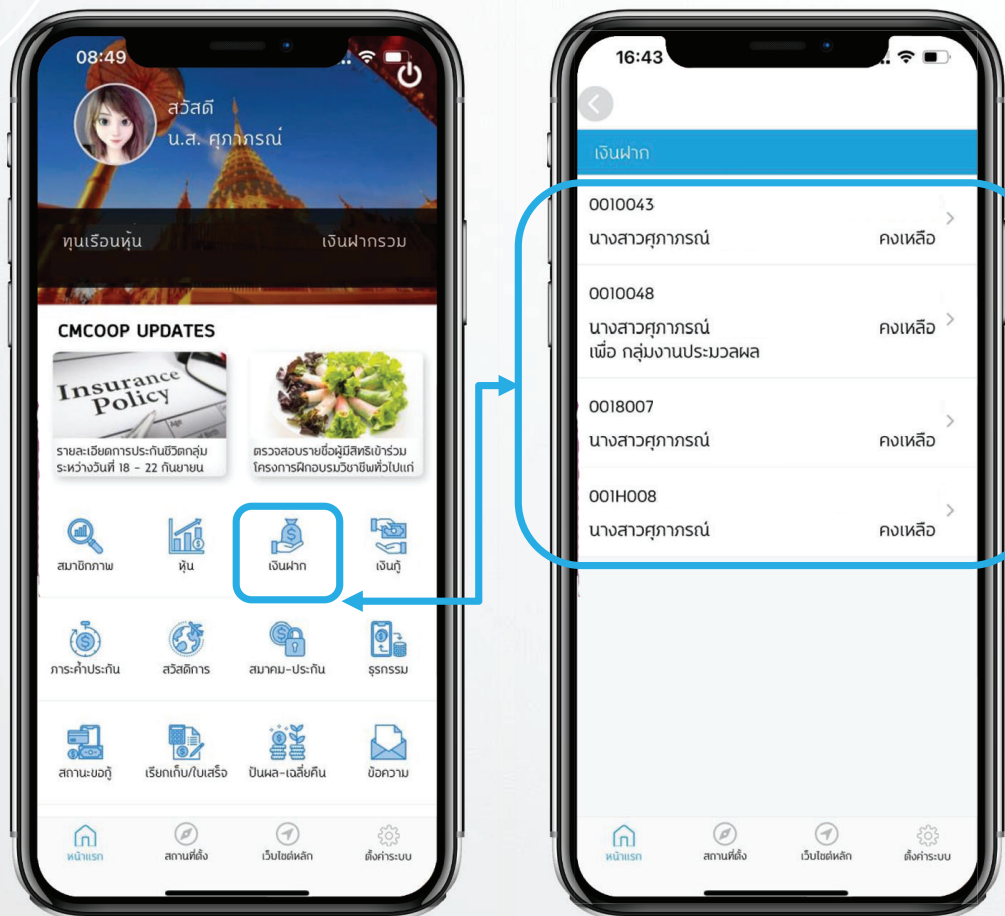 08:49
สวัสดี
น.ส. ศุภาภรณ์
ทุนเรือนหุ้น เงินฝากรวม
CMCOOP UPDATES
Insurance
Policy
Age
รายละเอียดการประกันชีวิตกลุ่ม
ระหว่างวันที่ 18 - 22 กันยายน
ตรวจสอบรายชื่อผู้มีสิทธิเข้าร่วม
โครงการฝึกอบรมวิชาชีพทั่วไปแก่
สมาชิกภาพ หุ้น เงินฝาก เงินกู้
ภาระค้ำประกัน สวัสดิการ สมาคม-ประกัน ธุรกรรม
สถานะขอกู้ เรียกเก็บ/ใบเสร็จ ปันผล-เฉลี่ยคืน ข้อความ
หน้าแรก สถานที่ตั้ง เว็บไซต์หลัก ตั้งค่าระบบ
16:43
เงินฝาก
0010043
นางสาวศุภาภรณ์ คงเหลือ
0010048
นางสาวศุภาภรณ์ คงเหลือ
เพื่อ กลุ่มงานประมวลผล
0018007
นางสาวศุภาภรณ์ คงเหลือ
001H008
นางสาวศุภาภรณ์ คงเหลือ
หน้าแรก สถานที่ตั้ง เว็บไซต์หลัก ตั้งค่าระบบ